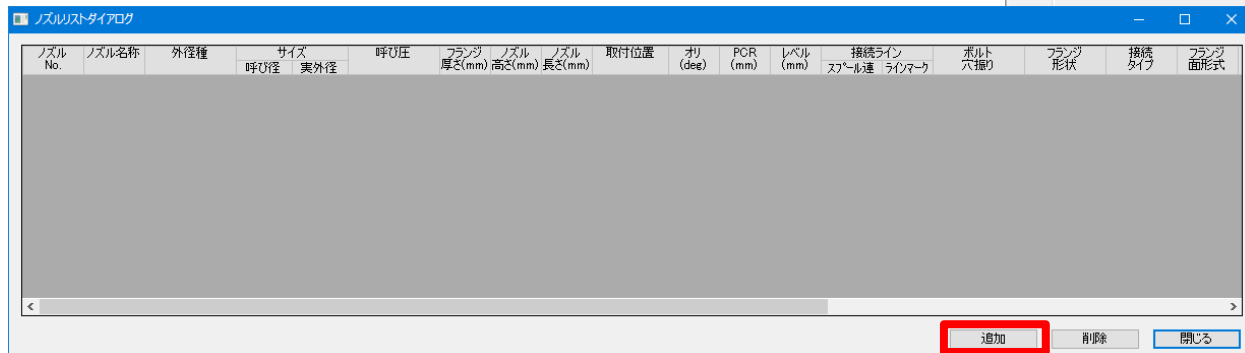 ノズルリストダイアログ
ノズル ノズル名称 外径種 サイズ 呼び圧 フランジ ノズル ノズル 取付位置 オリ PCR レベル 接続ライン ボルト フランジ 接続 フランジ
No. 呼び径 実外径 厚さ(mm) 高さ(mm) 長さ(mm) (deg) (mm) (mm) スプール連 ラインマーク 穴振り 形状 タイプ 面形式
追加 削除 閉じる